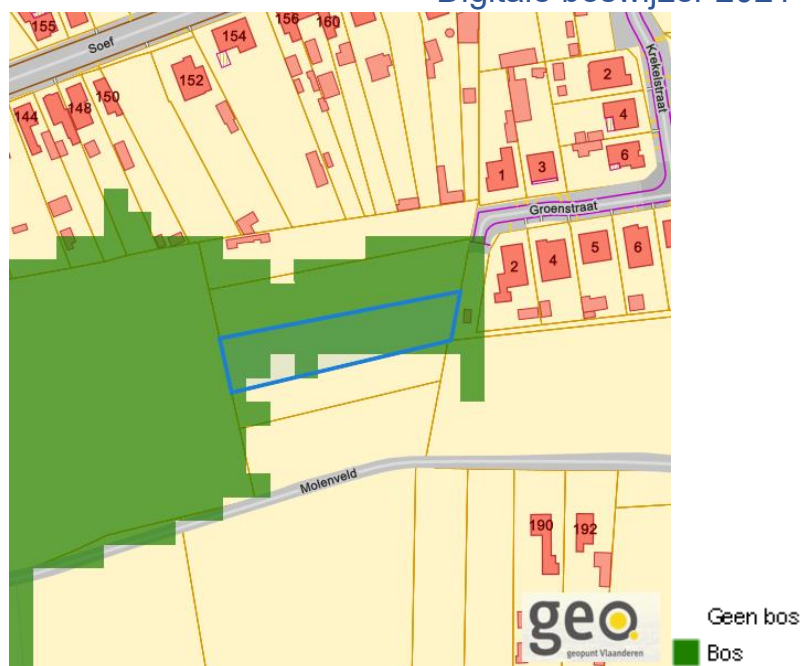 155
Soef
154
156
160
152
150
148
144
Krekelstraat
2
4
6
1
3
Groenstraat
2
4
5
6
Molenveld
190
192
geo
geopunt Vlaanderen
Geen bos
Bos